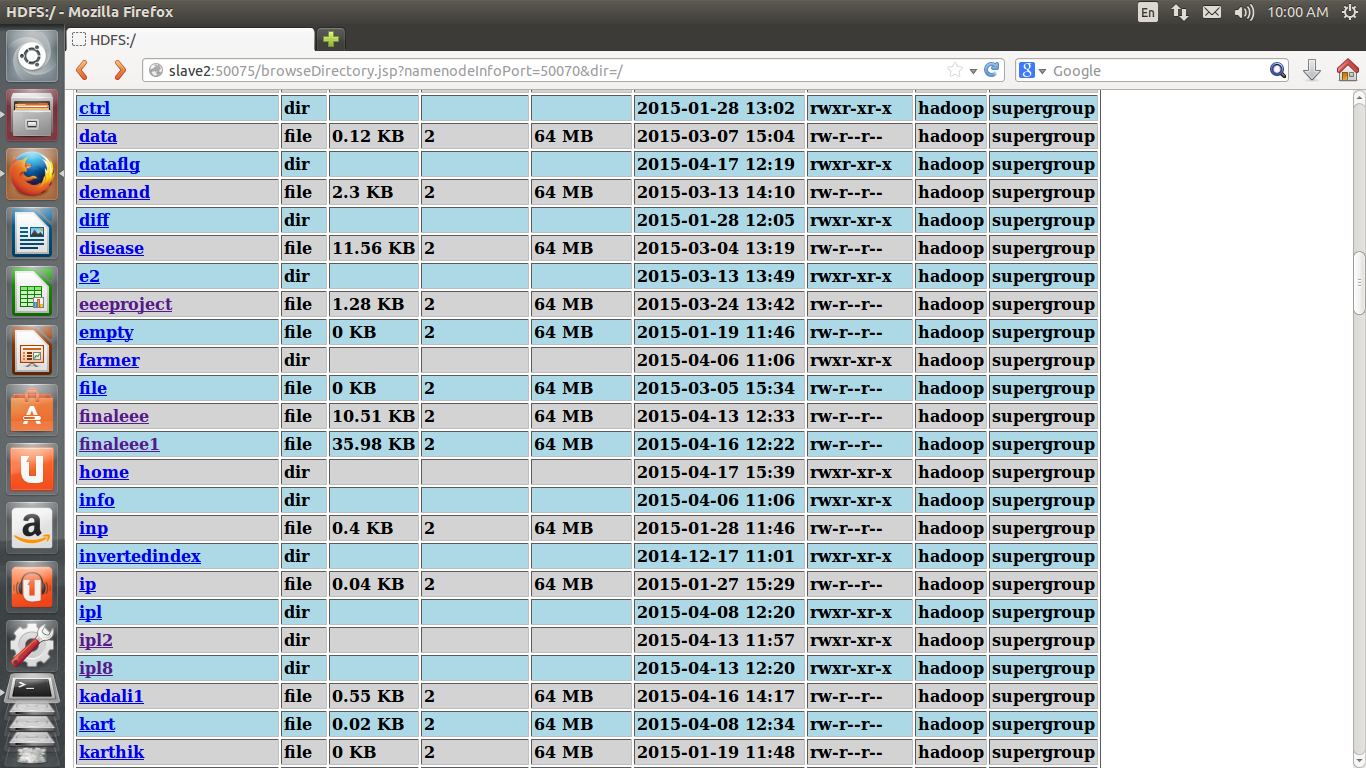 HDFS:/ - Mozilla Firefox En 10:00 AM
HDFS:/
slave2:50075/browseDirectory.jsp?namenodeInfoPort=50070&dir=/ 8 Google
ctrl dir 2015-01-28 13:02 rwxr-xr-x hadoop supergroup
data file 0.12 KB 2 64 MB 2015-03-07 15:04 rw-r--r-- hadoop supergroup
dataflg dir 2015-04-17 12:19 rwxr-xr-x hadoop supergroup
demand file 2.3 KB 2 64 MB 2015-03-13 14:10 rw-r--r-- hadoop supergroup
diff dir 2015-01-28 12:05 rwxr-xr-x hadoop supergroup
disease file 11.56 KB 2 64 MB 2015-03-04 13:19 rw-r--r-- hadoop supergroup
e2 dir 2015-03-13 13:49 rwxr-xr-x hadoop supergroup
eeeproject file 1.28 KB 2 64 MB 2015-03-24 13:42 rw-r--r-- hadoop supergroup
empty file 0 KB 2 64 MB 2015-01-19 11:46 rw-r--r-- hadoop supergroup
farmer dir 2015-04-06 11:06 rwxr-xr-x hadoop supergroup
file file 0 KB 2 64 MB 2015-03-05 15:34 rw-r--r-- hadoop supergroup
finaleee file 10.51 KB 2 64 MB 2015-04-13 12:33 rw-r--r-- hadoop supergroup
finaleee1 file 35.98 KB 2 64 MB 2015-04-16 12:22 rw-r--r-- hadoop supergroup
home dir 2015-04-17 15:39 rwxr-xr-x hadoop supergroup
info dir 2015-04-06 11:06 rwxr-xr-x hadoop supergroup
inp file 0.4 KB 2 64 MB 2015-01-28 11:46 rw-r--r-- hadoop supergroup
invertedindex dir 2014-12-17 11:01 rwxr-xr-x hadoop supergroup
ip file 0.04 KB 2 64 MB 2015-01-27 15:29 rw-r--r-- hadoop supergroup
ipl dir 2015-04-08 12:20 rwxr-xr-x hadoop supergroup
ipl2 dir 2015-04-13 11:57 rwxr-xr-x hadoop supergroup
ipl8 dir 2015-04-13 12:20 rwxr-xr-x hadoop supergroup
kadali1 file 0.55 KB 2 64 MB 2015-04-16 14:17 rw-r--r-- hadoop supergroup
kart file 0.02 KB 2 64 MB 2015-04-08 12:34 rw-r--r-- hadoop supergroup
karthik file 0 KB 2 64 MB 2015-01-19 11:48 rw-r--r-- hadoop supergroup